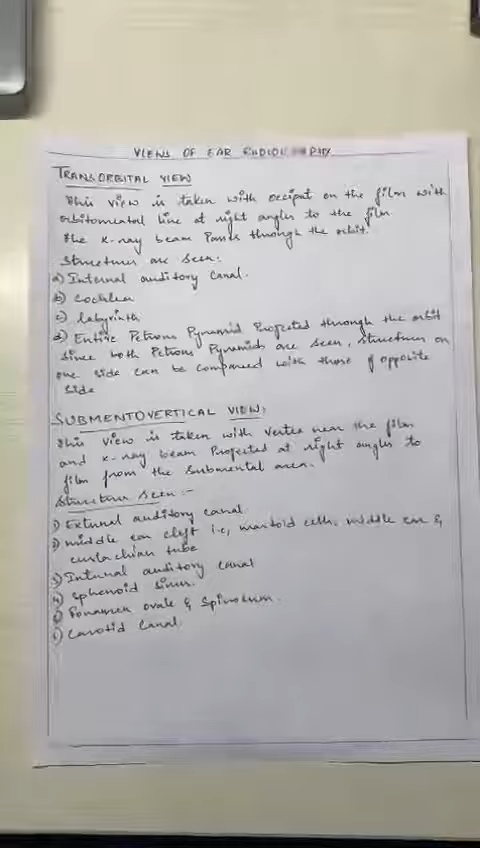 VIEWS OF EAR RADIOGRAPHY
TRANSORBITAL VIEW
This view is taken with occiput on the film with
orbitomeatal line at right angles to the film.
The x-ray beam Passes through the orbit.
Structures are seen:
a) Internal auditory canal.
b) Cochlea
c) labyrinth
d) Entire Petrous Pyramid Projected through the orbit
since both Petrous Pyramids are seen, structures on
one side can be compared with those of opposite
side
SUBMENTOVERTICAL VIEW:
This view is taken with vertex near the film
and x-ray beam Projected at right angles to
film from the submental area.
Structures seen :-
1) External auditory canal.
2) middle ear cleft i.e, mastoid cells, middle ear &
eustachian tube
3) Internal auditory canal
4) Sphenoid sinus.
5) Foramen ovale & Spinosum.
6) Carotid Canal.